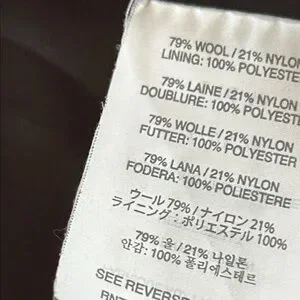 79% WOOL / 21% NYLON
LINING: 100% POLYESTE
79% LAINE / 21% NYLON
DOUBLURE: 100% POLYEST
79% WOLLE / 21% NYLON
FUTTER: 100% POLYESTER
79% LANA / 21% NYLON
FODERA: 100% POLIESTERE
ウール 79% / ナイロン 21%
ライニング : ポリエステル 100%
79% 울 / 21% 나일론
안감: 100% 폴리에스테르
SEE REVERS